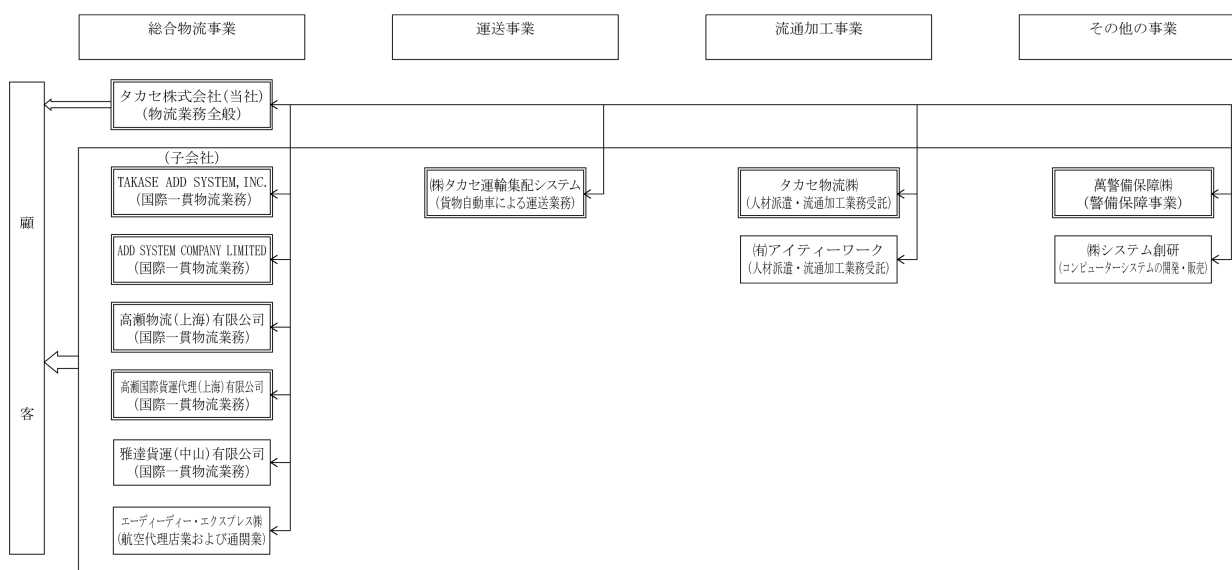 総合物流事業
運送事業
流通加工事業
その他の事業
顧
客
タカセ株式会社(当社)
(物流業務全般)
(子会社)
TAKASE ADD SYSTEM,INC.
(国際一貫物流業務)
ADD SYSTEM COMPANY LIMITED
(国際一貫物流業務)
高瀬物流(上海)有限公司
(国際一貫物流業務)
高瀬国際貨運代理(上海)有限公司
(国際一貫物流業務)
雅達貨運(中山)有限公司
(国際一貫物流業務)
エーディーディー・エクスプレス㈱
(航空代理店業および通関業)
㈱タカセ運輸集配システム
(貨物自動車による運送業務)
タカセ物流㈱
(人材派遣・流通加工業務受託)
㈲アイティーワーク
(人材派遣・流通加工業務受託)
萬警備保障㈱
(警備保障事業)
㈱システム創研
(コンピューターシステムの開発・販売)